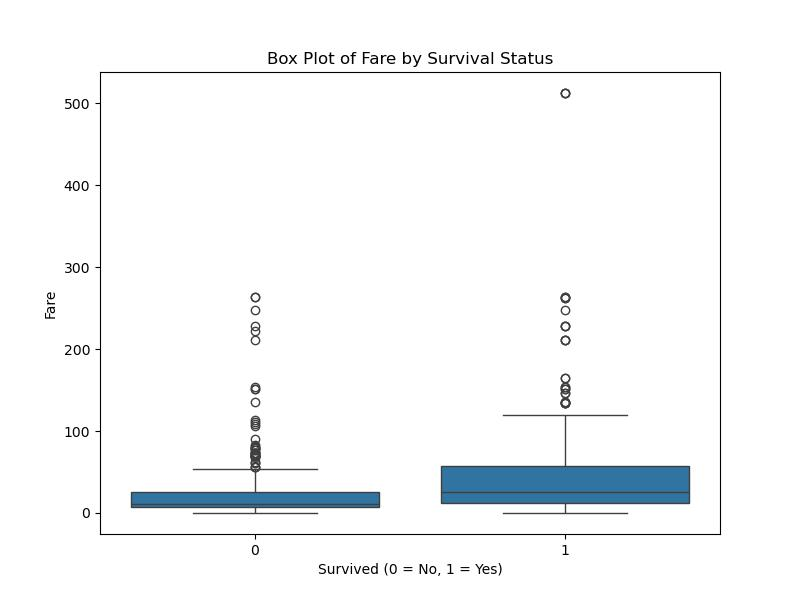 Box Plot of Fare by Survival Status
500
400
300
200
100
0
Fare
0
1
Survived (0 = No, 1 = Yes)